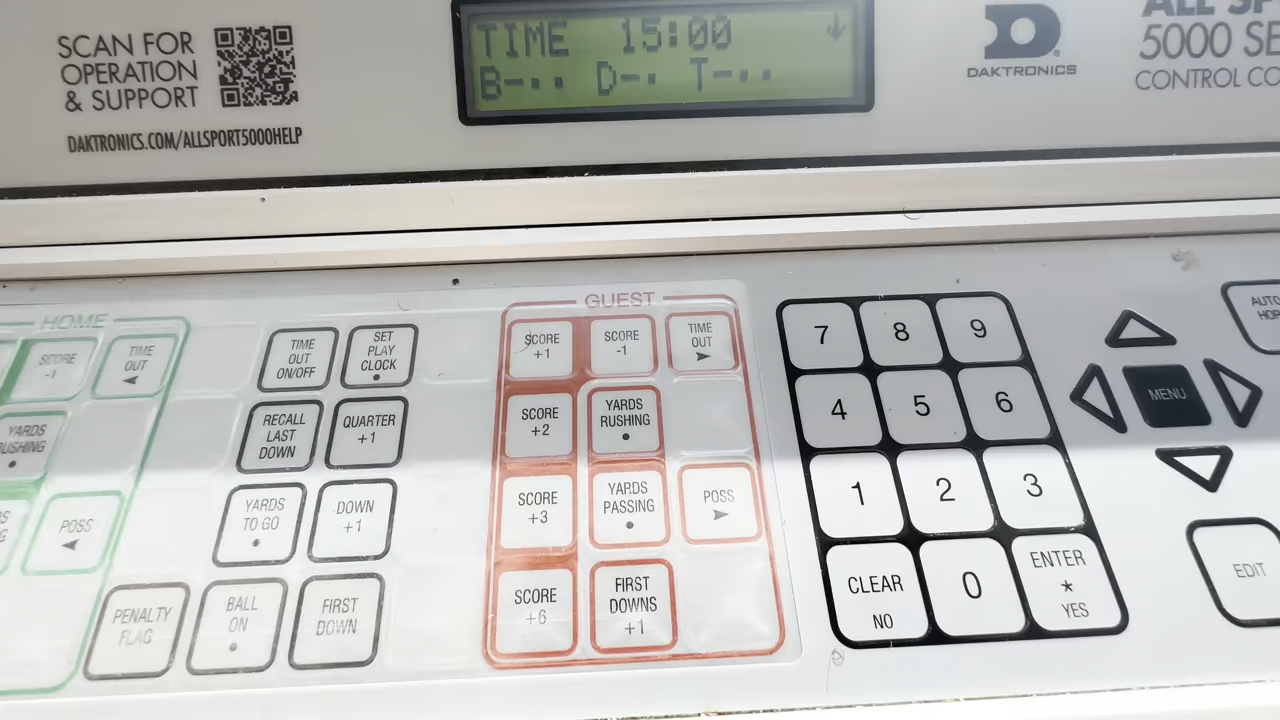 SCAN FOR
OPERATION
& SUPPORT
DAKTRONICS.COM/ALLSPORT5000HELP
TIME 15:00 ↓
B-·· D-· T-··
DAKTRONICS
5000
CONTROL
HOME
SCORE
-1
TIME
OUT
YARDS
RUSHING
POSS
TIME
OUT
ON/OFF
SET
PLAY
CLOCK
RECALL
LAST
DOWN
QUARTER
+1
YARDS
TO GO
DOWN
+1
PENALTY
FLAG
BALL
ON
FIRST
DOWN
GUEST
SCORE
+1
SCORE
-1
TIME
OUT
SCORE
+2
YARDS
RUSHING
SCORE
+3
YARDS
PASSING
POSS
SCORE
+6
FIRST
DOWNS
+1
7 8 9
4 5 6
1 2 3
CLEAR
NO
0
ENTER
*
YES
MENU
AUTO
EDIT